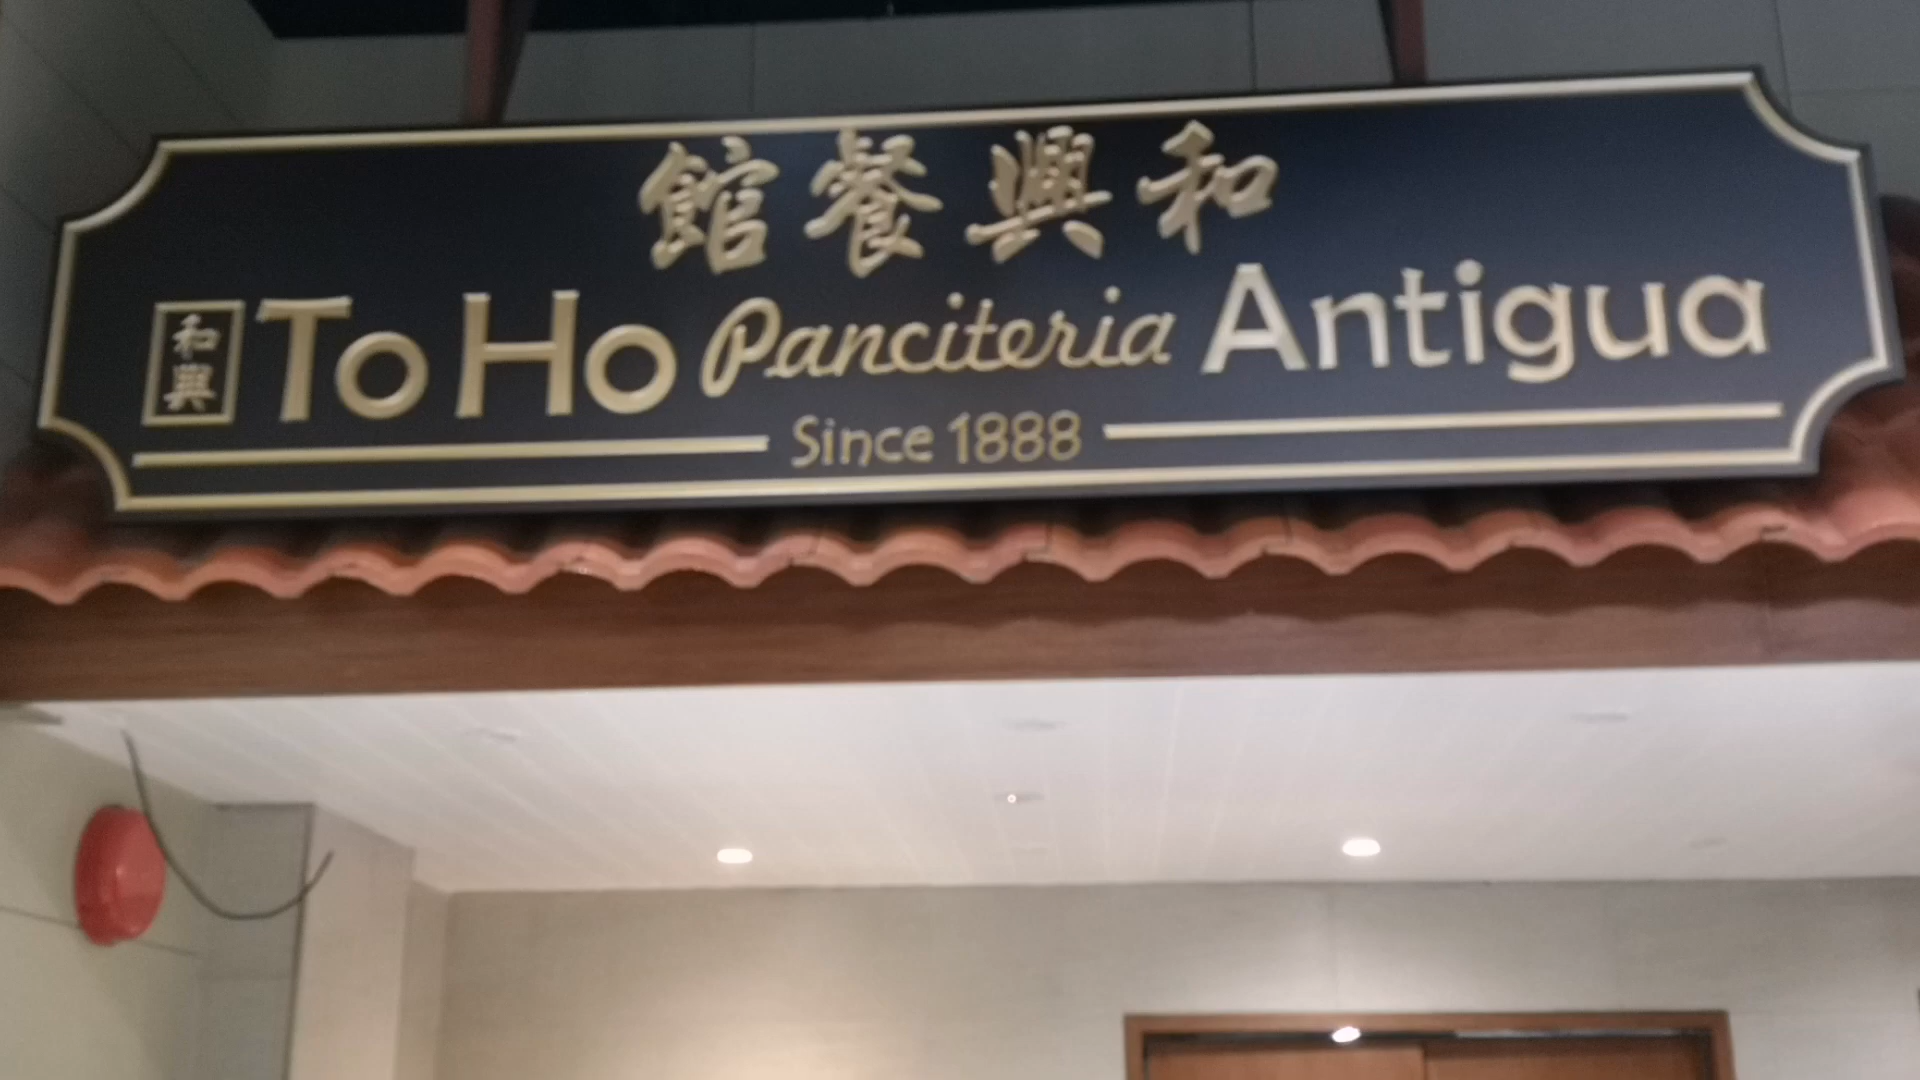 和興餐館
和興
To Ho Panciteria Antigua
Since 1888